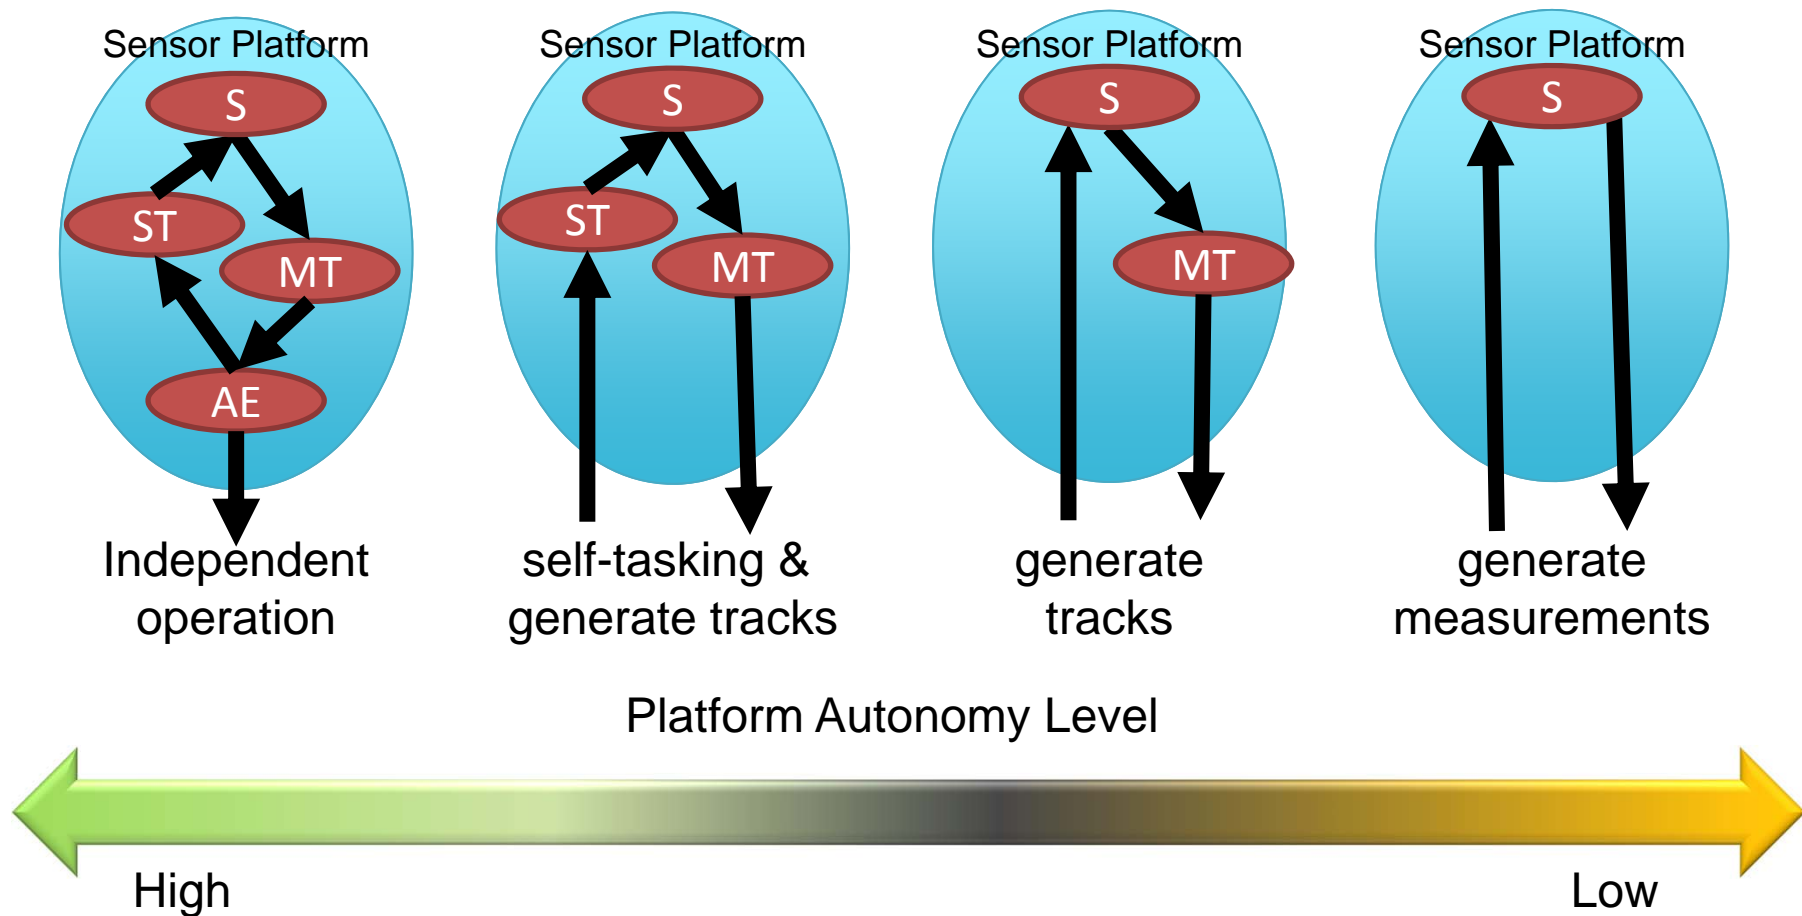 Sensor Platform
S
ST
MT
AE
Independent
operation
Sensor Platform
S
ST
MT
self-tasking &
generate tracks
Sensor Platform
S
MT
generate
tracks
Sensor Platform
S
generate
measurements
Platform Autonomy Level
High
Low